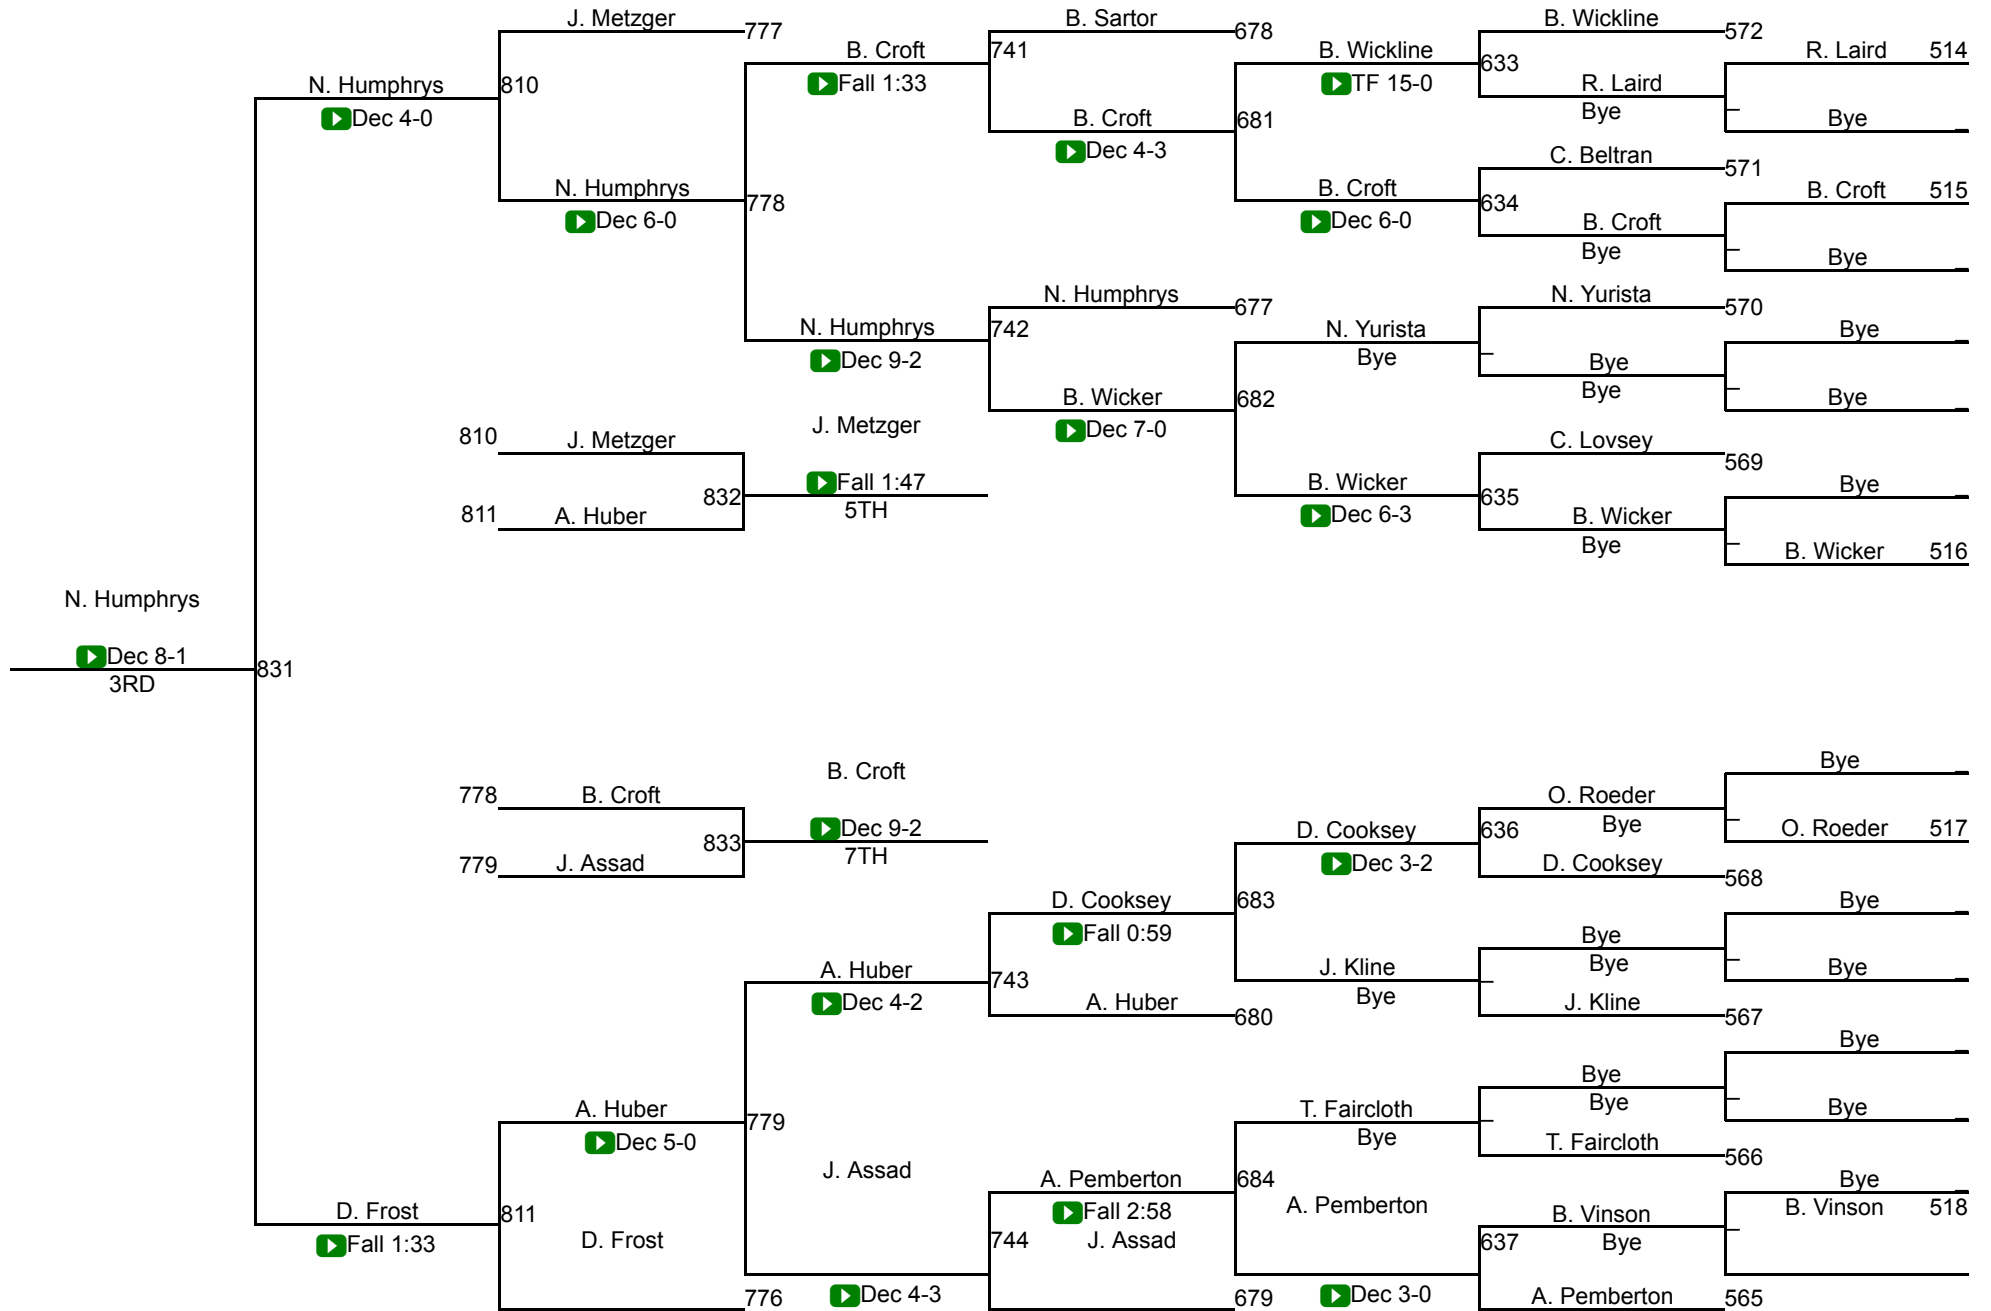 J. Metzger
777
B. Sartor
678
B. Wickline
572
B. Croft
741
B. Wickline
R. Laird 514
N. Humphrys
810
Fall 1:33
TF 15-0
633
R. Laird
Bye
Dec 4-0
B. Croft
681
Bye
Dec 4-3
C. Beltran
571
N. Humphrys
778
B. Croft
634
B. Croft 515
Dec 6-0
Dec 6-0
B. Croft
Bye
Bye
N. Humphrys
677
N. Yurista
570
N. Humphrys
742
N. Yurista
Bye
Dec 9-2
Bye
Bye
Bye
B. Wicker
682
Bye
J. Metzger
Dec 7-0
810
J. Metzger
C. Lovsey
569
Fall 1:47
B. Wicker
635
Bye
832
5TH
Dec 6-3
B. Wicker
Bye
811
A. Huber
B. Wicker 516
N. Humphrys
Dec 8-1
831
3RD
B. Croft
Bye
778
B. Croft
O. Roeder
Bye
833
Dec 9-2
7TH
D. Cooksey
636
O. Roeder 517
779
J. Assad
Dec 3-2
D. Cooksey
568
D. Cooksey
683
Bye
Fall 0:59
Bye
Bye
A. Huber
743
J. Kline
Bye
Bye
Dec 4-2
A. Huber
680
J. Kline
567
Bye
Bye
Bye
A. Huber
779
T. Faircloth
Bye
Bye
Dec 5-0
T. Faircloth
566
J. Assad
A. Pemberton
684
Bye
D. Frost
811
Fall 2:58
A. Pemberton
B. Vinson
Bye
B. Vinson 518
Fall 1:33
D. Frost
744
J. Assad
637
776
Dec 4-3
679
Dec 3-0
A. Pemberton
565